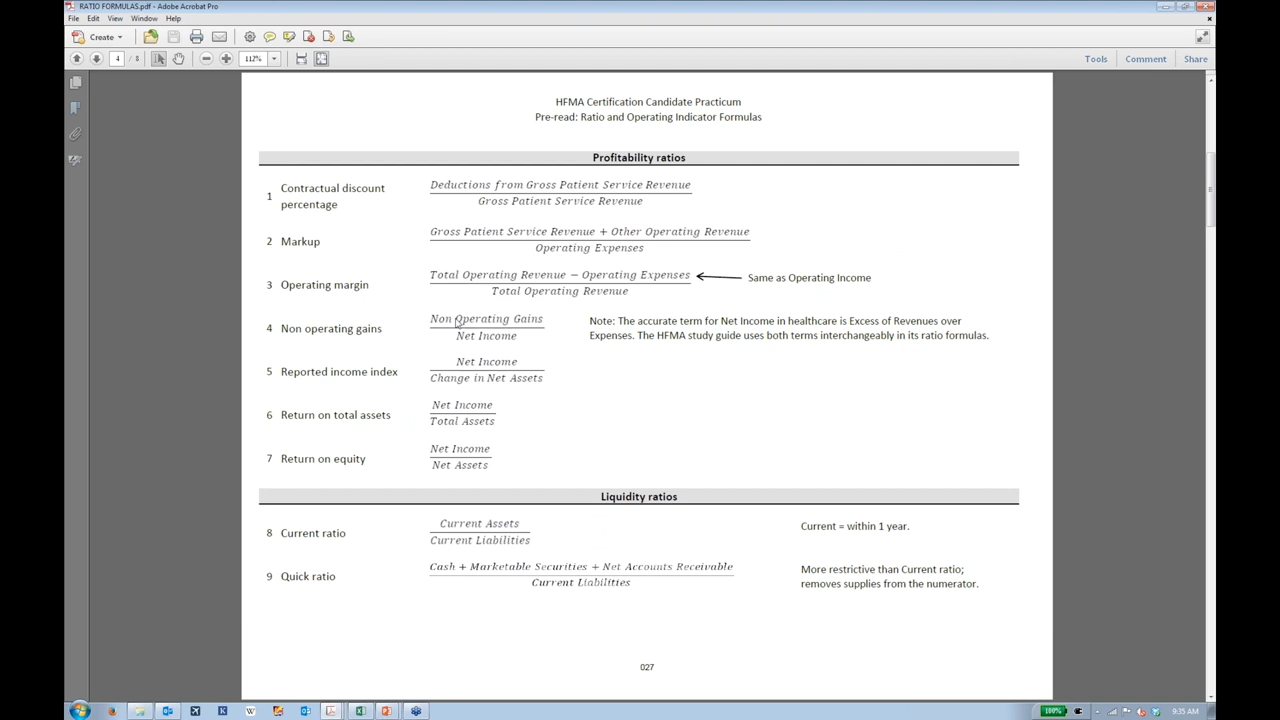 RATIO FORMULAS.pdf - Adobe Acrobat Pro
File Edit View Window Help
Create
4 / 8 112% Tools Comment Share
HFMA Certification Candidate Practicum
Pre-read: Ratio and Operating Indicator Formulas
Profitability ratios
1 Contractual discount percentage
Deductions from Gross Patient Service Revenue
Gross Patient Service Revenue
2 Markup
Gross Patient Service Revenue + Other Operating Revenue
Operating Expenses
3 Operating margin
Total Operating Revenue − Operating Expenses
Total Operating Revenue
Same as Operating Income
4 Non operating gains
Non Operating Gains
Net Income
Note: The accurate term for Net Income in healthcare is Excess of Revenues over
Expenses. The HFMA study guide uses both terms interchangeably in its ratio formulas.
5 Reported income index
Net Income
Change in Net Assets
6 Return on total assets
Net Income
Total Assets
7 Return on equity
Net Income
Net Assets
Liquidity ratios
8 Current ratio
Current Assets
Current Liabilities
Current = within 1 year.
9 Quick ratio
Cash + Marketable Securities + Net Accounts Receivable
Current Liabilities
More restrictive than Current ratio;
removes supplies from the numerator.
027
100% 9:35 AM